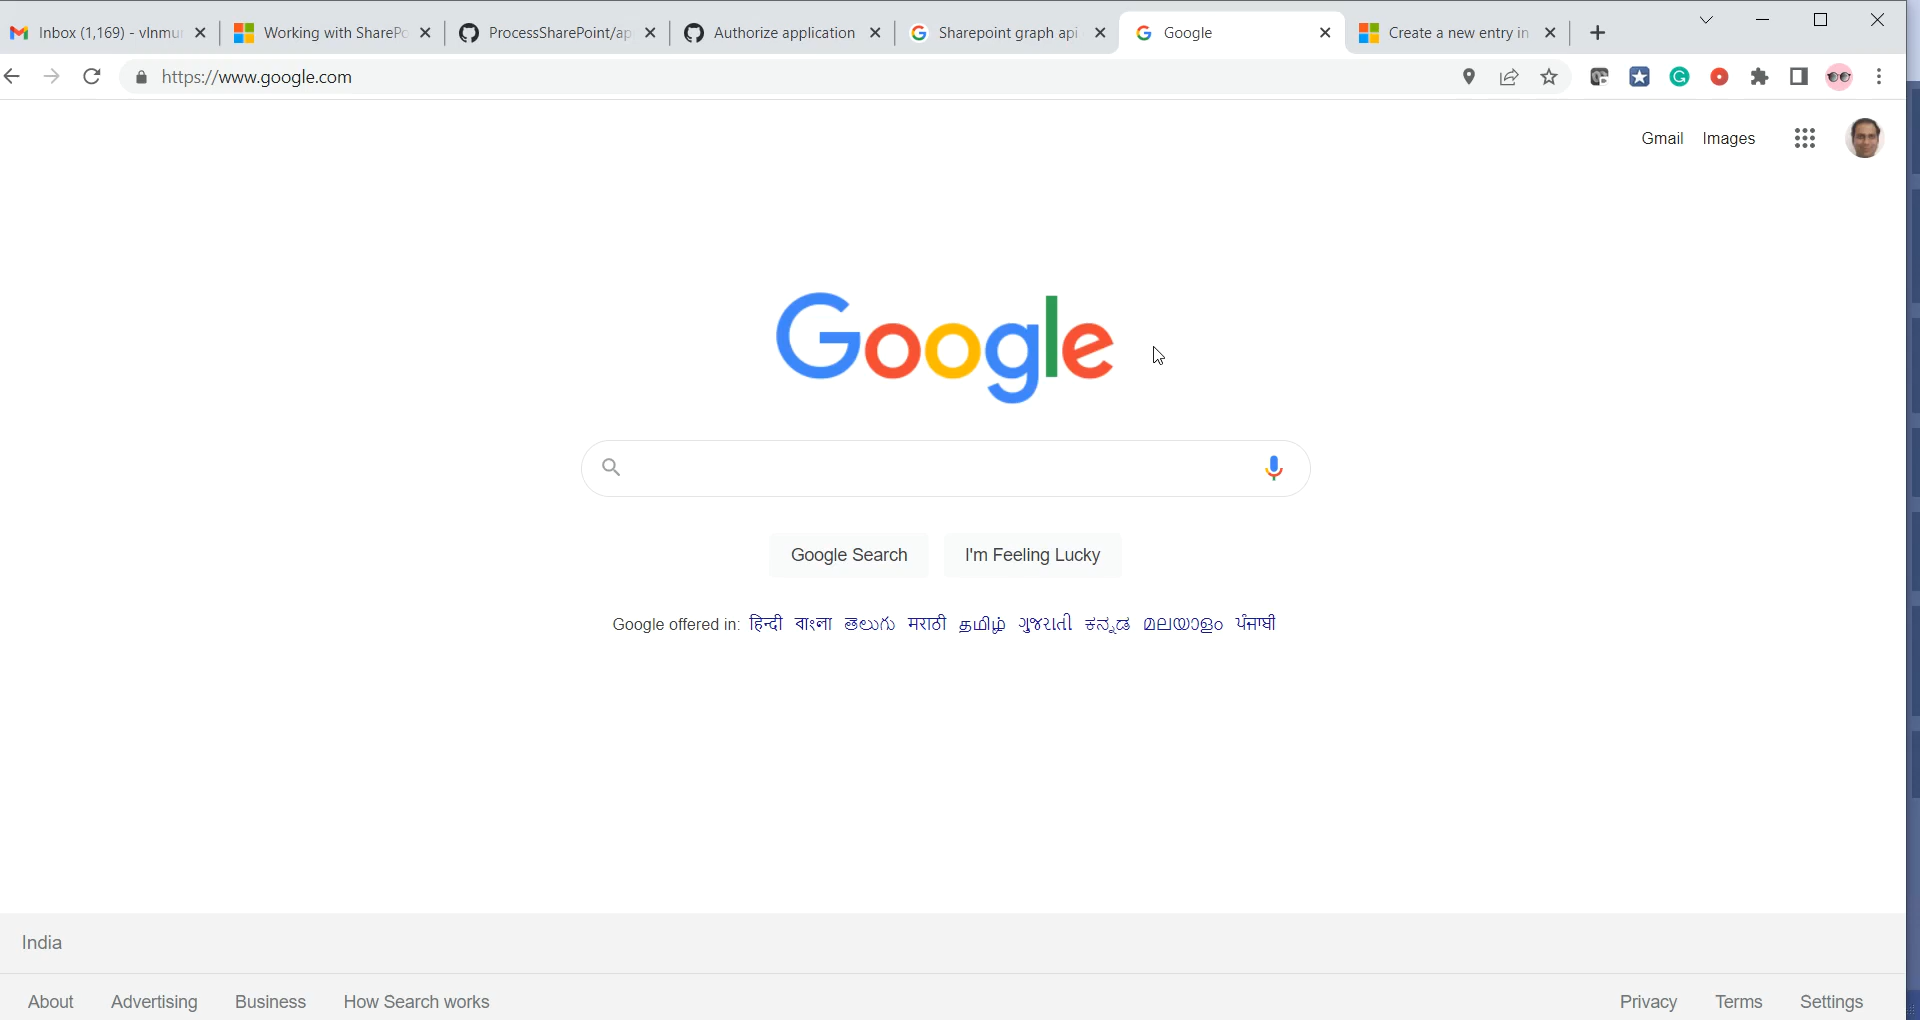 Inbox (1,169) - vlnmu
Working with SharePo
ProcessSharePoint/ap
Authorize application
Sharepoint graph api
Google
Create a new entry in
https://www.google.com
Gmail Images
Google
Google Search
I'm Feeling Lucky
Google offered in: हिन्दी বাংলা తెలుగు मराठी தமிழ் ગુજરાતી ಕನ್ನಡ മലയാളം ਪੰਜਾਬੀ
India
About Advertising Business How Search works
Privacy Terms Settings